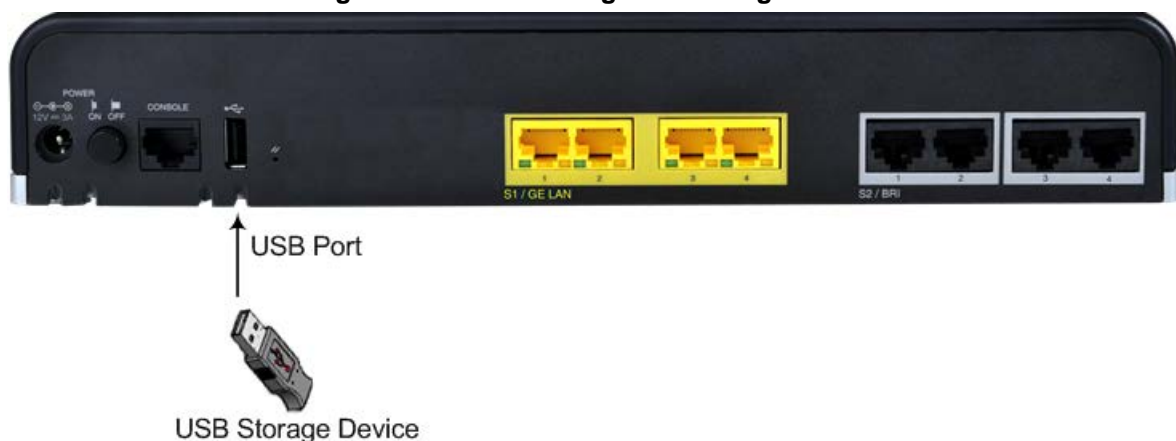 POWER
12V 3A ON OFF
CONSOLE
1 2 3 4
S1 / GE LAN
1 2 3 4
S2 / BRI
USB Port
USB Storage Device